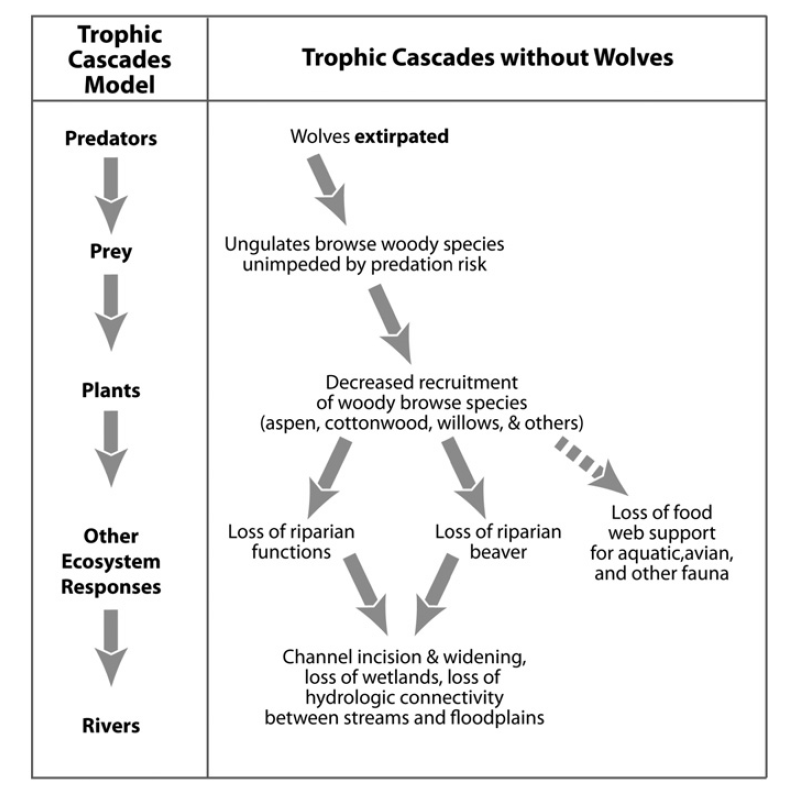 Trophic
Cascades
Model
Trophic Cascades without Wolves
Predators
Wolves extirpated
Prey
Ungulates browse woody species
unimpeded by predation risk
Plants
Decreased recruitment
of woody browse species
(aspen, cottonwood, willows, & others)
Other
Ecosystem
Responses
Loss of riparian
functions
Loss of riparian
beaver
Loss of food
web support
for aquatic,avian,
and other fauna
Rivers
Channel incision & widening,
loss of wetlands, loss of
hydrologic connectivity
between streams and floodplains